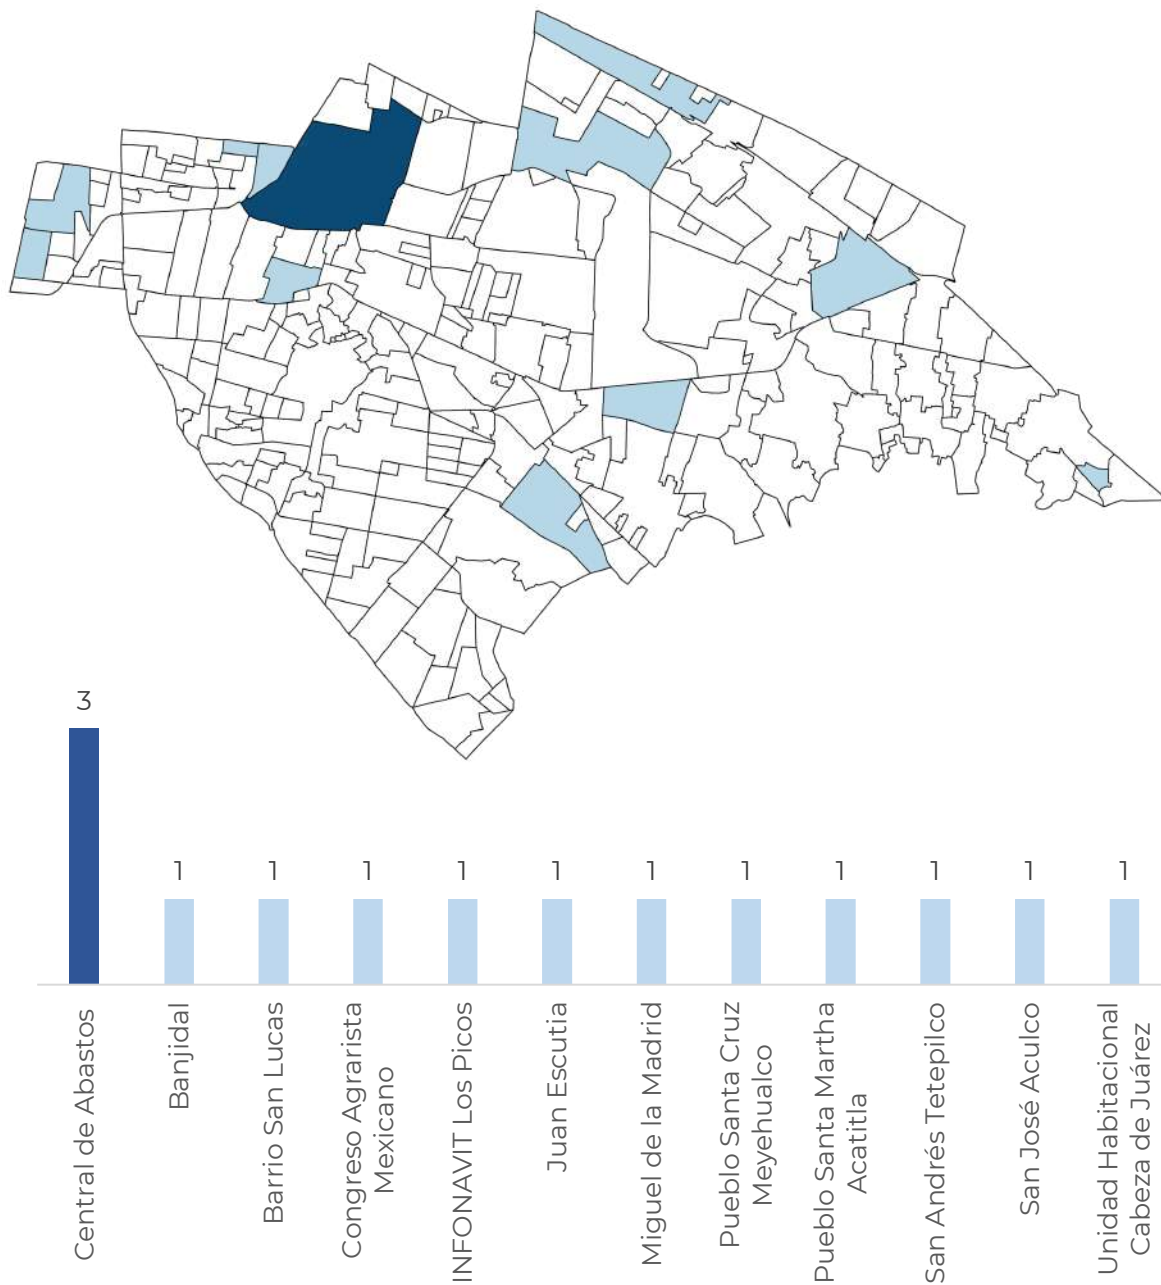 3
1
1
1
1
1
1
1
1
1
1
1
Central de Abastos
Banjidal
Barrio San Lucas
Congreso Agrarista
Mexicano
INFONAVIT Los Picos
Juan Escutia
Miguel de la Madrid
Pueblo Santa Cruz
Meyehualco
Pueblo Santa Martha
Acatitla
San Andrés Tetepilco
San José Aculco
Unidad Habitacional
Cabeza de Juárez